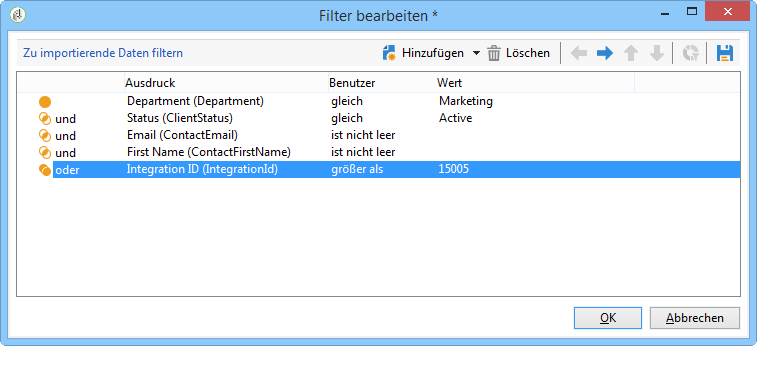 Filter bearbeiten *
Zu importierende Daten filtern Hinzufügen Löschen
Ausdruck Benutzer Wert
Department (Department) gleich Marketing
und Status (ClientStatus) gleich Active
und Email (ContactEmail) ist nicht leer
und First Name (ContactFirstName) ist nicht leer
oder Integration ID (IntegrationId) größer als 15005
OK Abbrechen